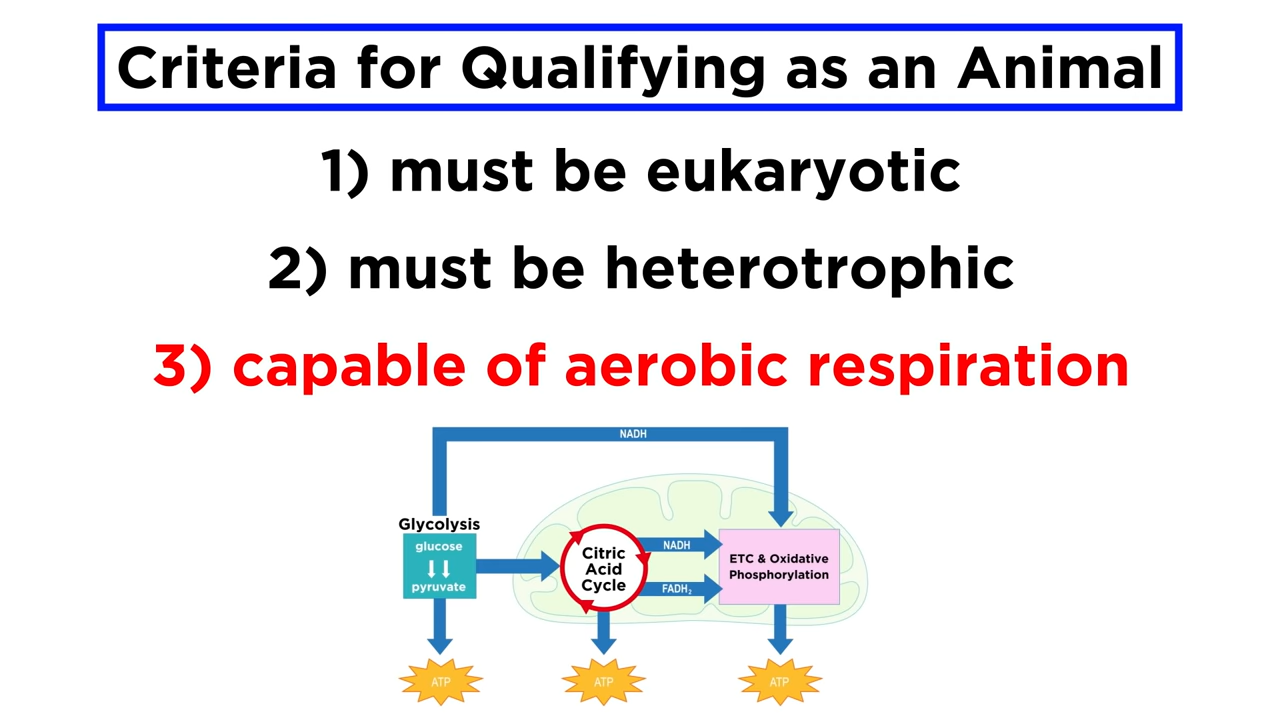 Criteria for Qualifying as an Animal
1) must be eukaryotic
2) must be heterotrophic
3) capable of aerobic respiration
NADH
Glycolysis
glucose
pyruvate
Citric
Acid
Cycle
NADH
FADH₂
ETC & Oxidative
Phosphorylation
ATP
ATP
ATP